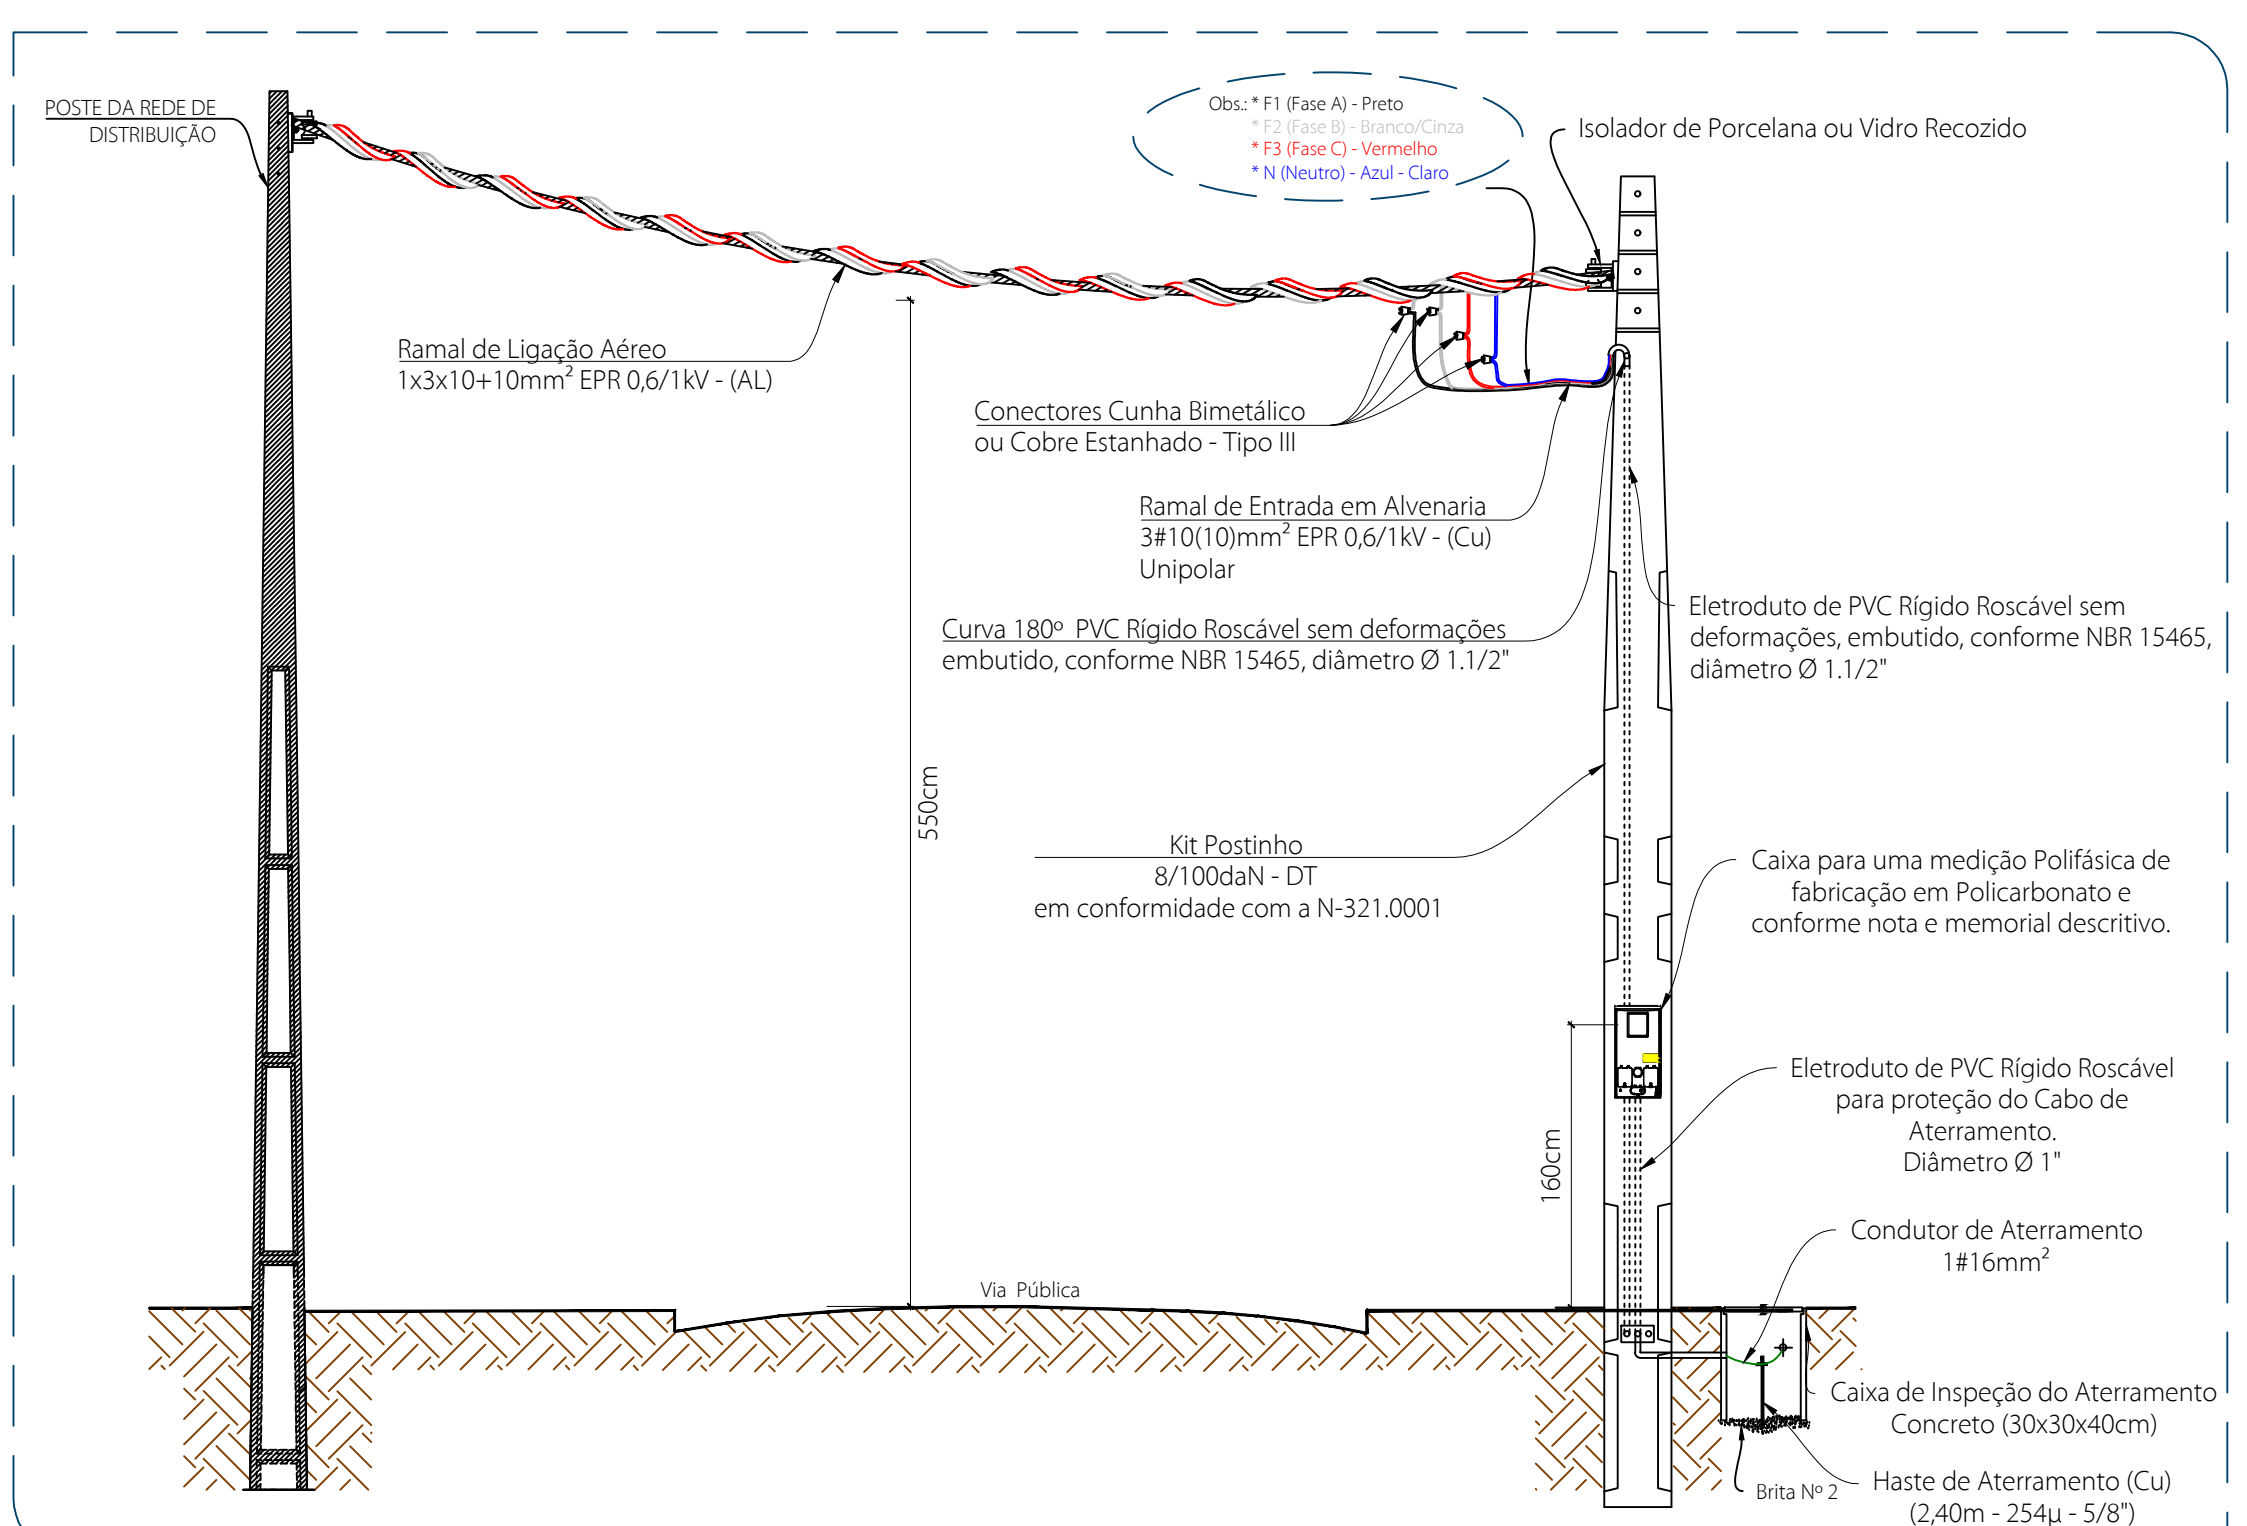 POSTE DA REDE DE
DISTRIBUIÇÃO
Obs.: * F1 (Fase A) - Preto
* F2 (Fase B) - Branco/Cinza
* F3 (Fase C) - Vermelho
* N (Neutro) - Azul - Claro
Isolador de Porcelana ou Vidro Recozido
Ramal de Ligação Aéreo
1x3x10+10mm² EPR 0,6/1kV - (AL)
Conectores Cunha Bimetálico
ou Cobre Estanhado - Tipo III
Ramal de Entrada em Alvenaria
3#10(10)mm² EPR 0,6/1kV - (Cu)
Unipolar
Curva 180º PVC Rígido Roscável sem deformações
embutido, conforme NBR 15465, diâmetro Ø 1.1/2"
Eletroduto de PVC Rígido Roscável sem
deformações, embutido, conforme NBR 15465,
diâmetro Ø 1.1/2"
550cm
Kit Postinho
8/100daN - DT
em conformidade com a N-321.0001
Caixa para uma medição Polifásica de
fabricação em Policarbonato e
conforme nota e memorial descritivo.
Eletroduto de PVC Rígido Roscável
para proteção do Cabo de
Aterramento.
Diâmetro Ø 1"
160cm
Condutor de Aterramento
1#16mm²
Via Pública
Caixa de Inspeção do Aterramento
Concreto (30x30x40cm)
Brita Nº 2
Haste de Aterramento (Cu)
(2,40m - 254µ - 5/8")